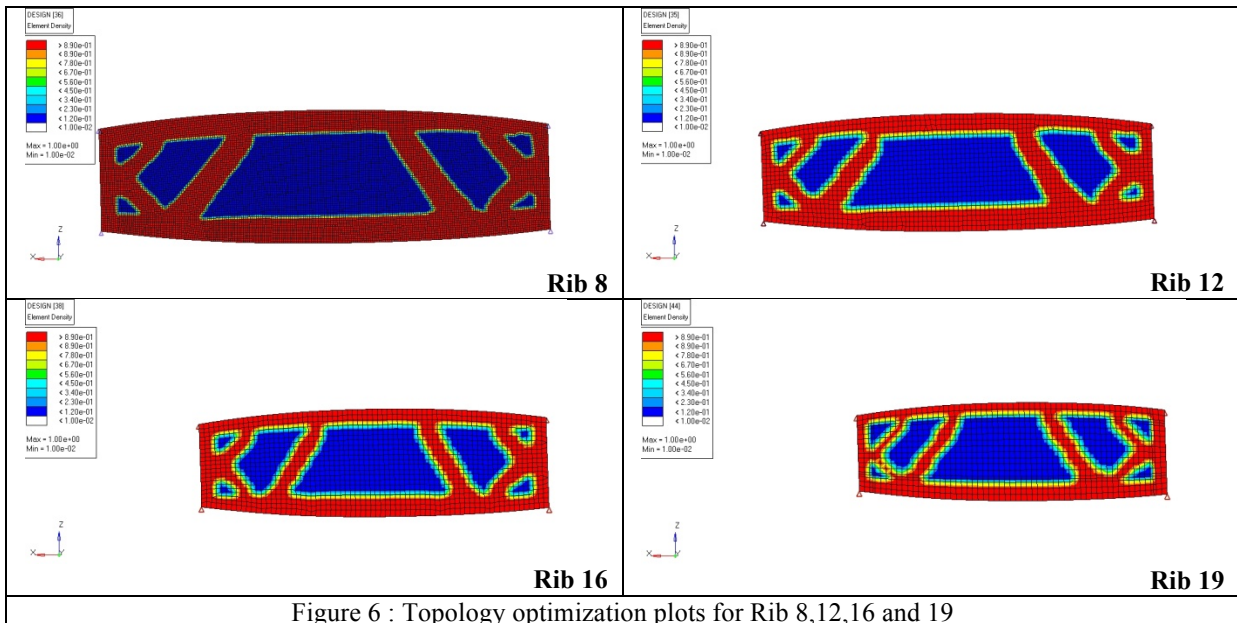 DESIGN [36]
Element Density
> 8.90e-01
< 8.90e-01
< 7.80e-01
< 6.70e-01
< 5.60e-01
< 4.50e-01
< 3.40e-01
< 2.30e-01
< 1.20e-01
< 1.00e-02
Max = 1.00e+00
Min = 1.00e-02
Z
X
Y
Rib 8
DESIGN [35]
Element Density
> 8.90e-01
< 8.90e-01
< 7.80e-01
< 6.70e-01
< 5.60e-01
< 4.50e-01
< 3.40e-01
< 2.30e-01
< 1.20e-01
< 1.00e-02
Max = 1.00e+00
Min = 1.00e-02
Z
X
Y
Rib 12
DESIGN [38]
Element Density
> 8.90e-01
< 8.90e-01
< 7.80e-01
< 6.70e-01
< 5.60e-01
< 4.50e-01
< 3.40e-01
< 2.30e-01
< 1.20e-01
< 1.00e-02
Max = 1.00e+00
Min = 1.00e-02
Z
X
Y
Rib 16
DESIGN [44]
Element Density
> 8.90e-01
< 8.90e-01
< 7.80e-01
< 6.70e-01
< 5.60e-01
< 4.50e-01
< 3.40e-01
< 2.30e-01
< 1.20e-01
< 1.00e-02
Max = 1.00e+00
Min = 1.00e-02
Z
X
Y
Rib 19
Figure 6 : Topology optimization plots for Rib 8,12,16 and 19